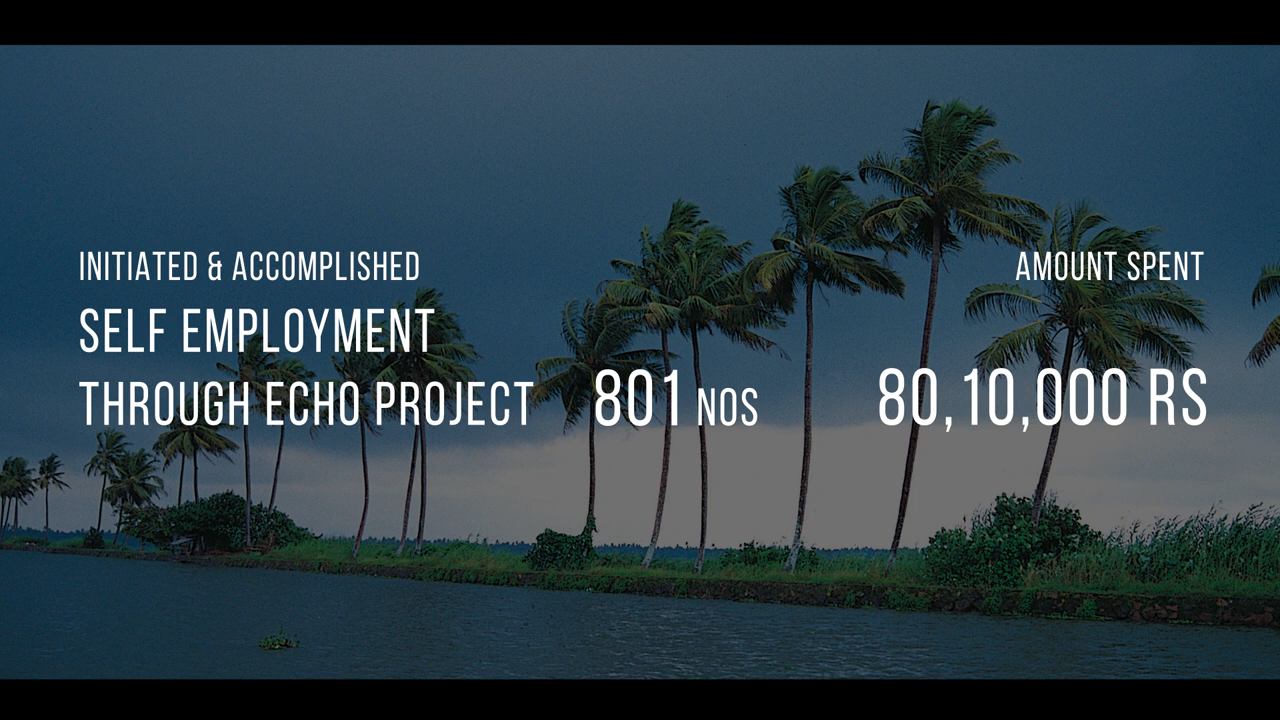 INITIATED & ACCOMPLISHED
SELF EMPLOYMENT
THROUGH ECHO PROJECT 801 NOS
AMOUNT SPENT
80,10,000 RS